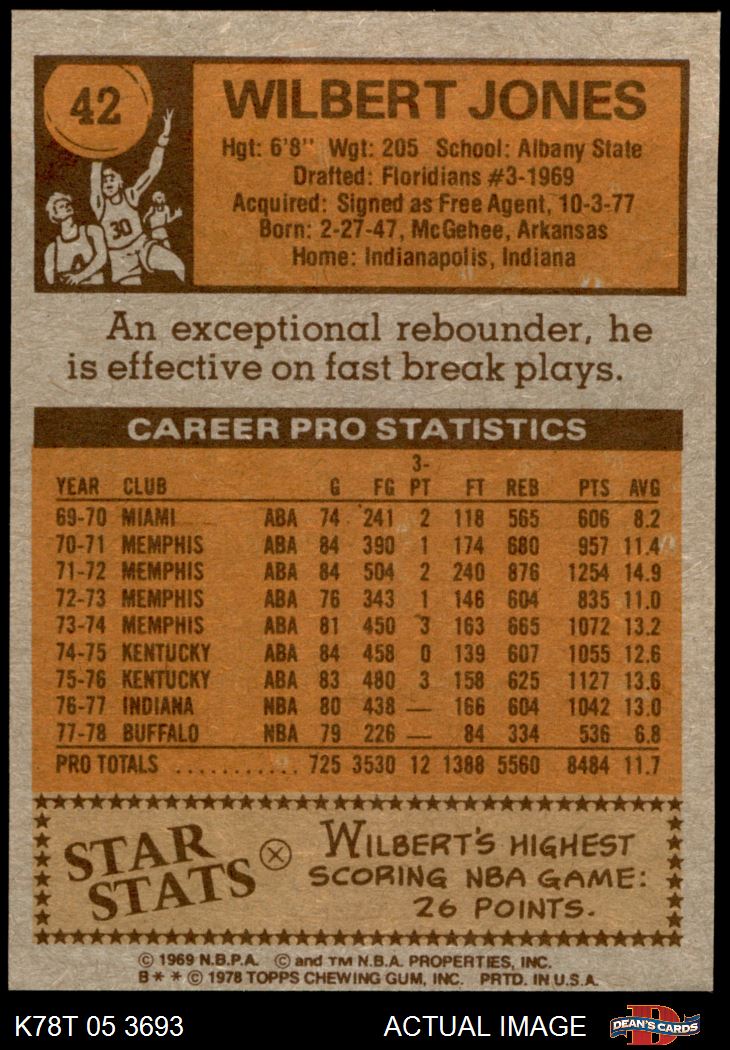 42
WILBERT JONES
Hgt: 6'8" Wgt: 205 School: Albany State
Drafted: Floridians #3-1969
Acquired: Signed as Free Agent, 10-3-77
Born: 2-27-47, McGehee, Arkansas
Home: Indianapolis, Indiana
30
An exceptional rebounder, he
is effective on fast break plays.
CAREER PRO STATISTICS
YEAR CLUB G FG 3-PT FT REB PTS AVG
69-70 MIAMI ABA 74 241 2 118 565 606 8.2
70-71 MEMPHIS ABA 84 390 1 174 680 957 11.4
71-72 MEMPHIS ABA 84 504 2 240 876 1254 14.9
72-73 MEMPHIS ABA 76 343 1 146 604 835 11.0
73-74 MEMPHIS ABA 81 450 3 163 665 1072 13.2
74-75 KENTUCKY ABA 84 458 0 139 607 1055 12.6
75-76 KENTUCKY ABA 83 480 3 158 625 1127 13.6
76-77 INDIANA NBA 80 438 — 166 604 1042 13.0
77-78 BUFFALO NBA 79 226 — 84 334 536 6.8
PRO TOTALS ........... 725 3530 12 1388 5560 8484 11.7
STAR
STATS
WILBERT'S HIGHEST
SCORING NBA GAME:
26 POINTS.
© 1969 N.B.P.A. © and TM N.B.A. PROPERTIES, INC.
B * * © 1978 TOPPS CHEWING GUM, INC. PRTD. IN U.S.A.
K78T 05 3693 ACTUAL IMAGE
D
DEAN'S CARDS